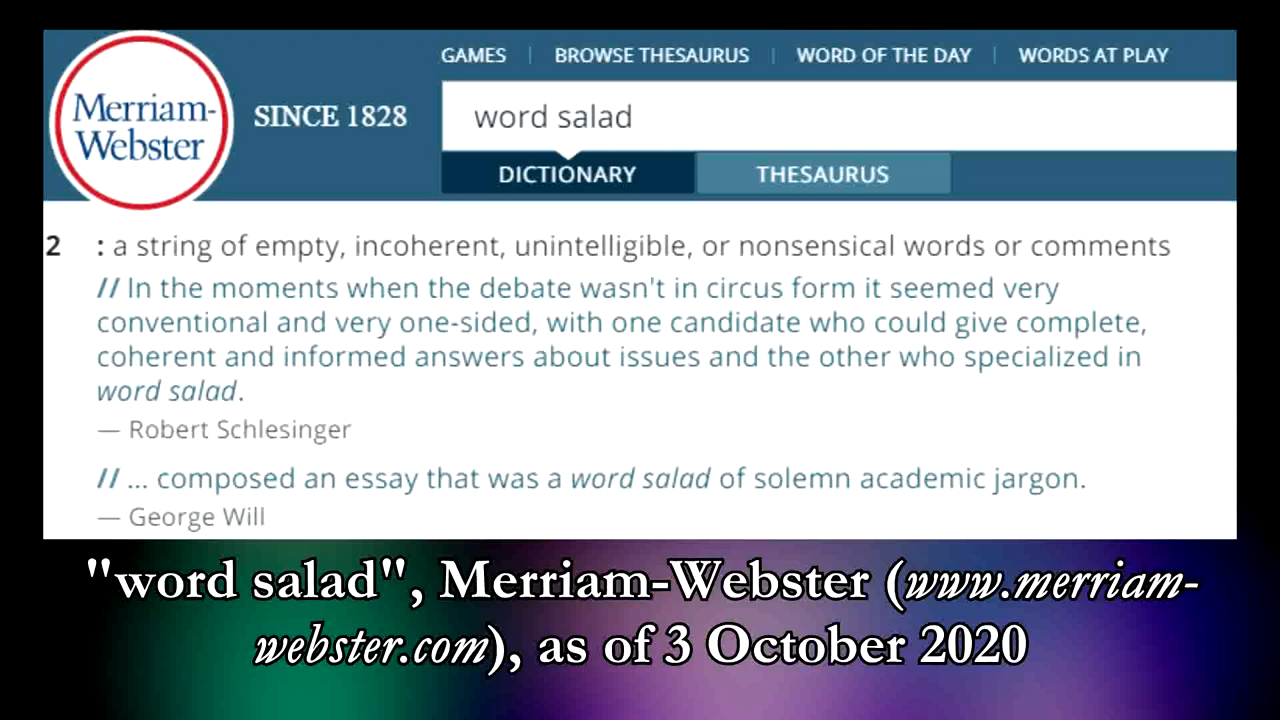 GAMES | BROWSE THESAURUS | WORD OF THE DAY | WORDS AT PLAY
Merriam-
Webster
SINCE 1828
word salad
DICTIONARY THESAURUS
2 : a string of empty, incoherent, unintelligible, or nonsensical words or comments
// In the moments when the debate wasn't in circus form it seemed very
conventional and very one-sided, with one candidate who could give complete,
coherent and informed answers about issues and the other who specialized in
word salad.
— Robert Schlesinger
// ... composed an essay that was a word salad of solemn academic jargon.
— George Will
"word salad", Merriam-Webster (www.merriam-
webster.com), as of 3 October 2020